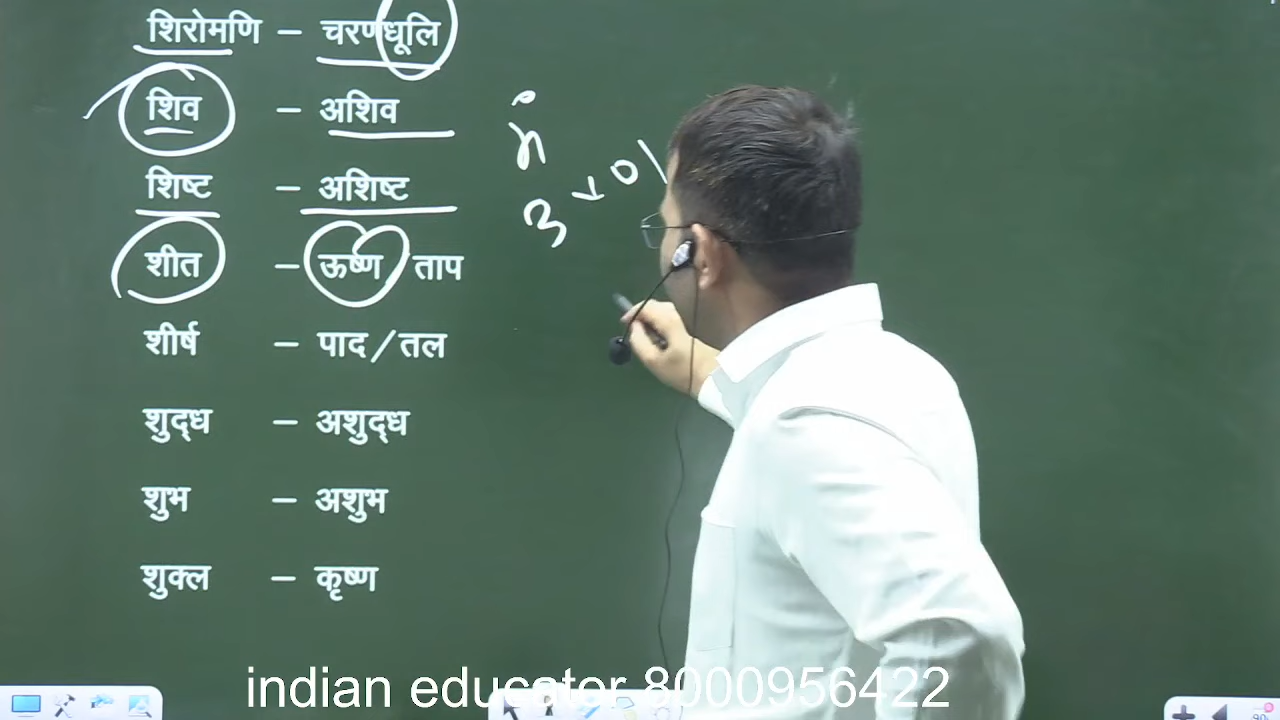 शिरोमणि – चरणधूलि
शिव – अशिव
शिष्ट – अशिष्ट
शीत – ऊष्ण / ताप
शीर्ष – पाद/तल
शुद्ध – अशुद्ध
शुभ – अशुभ
शुक्ल – कृष्ण
indian educator 8000956422